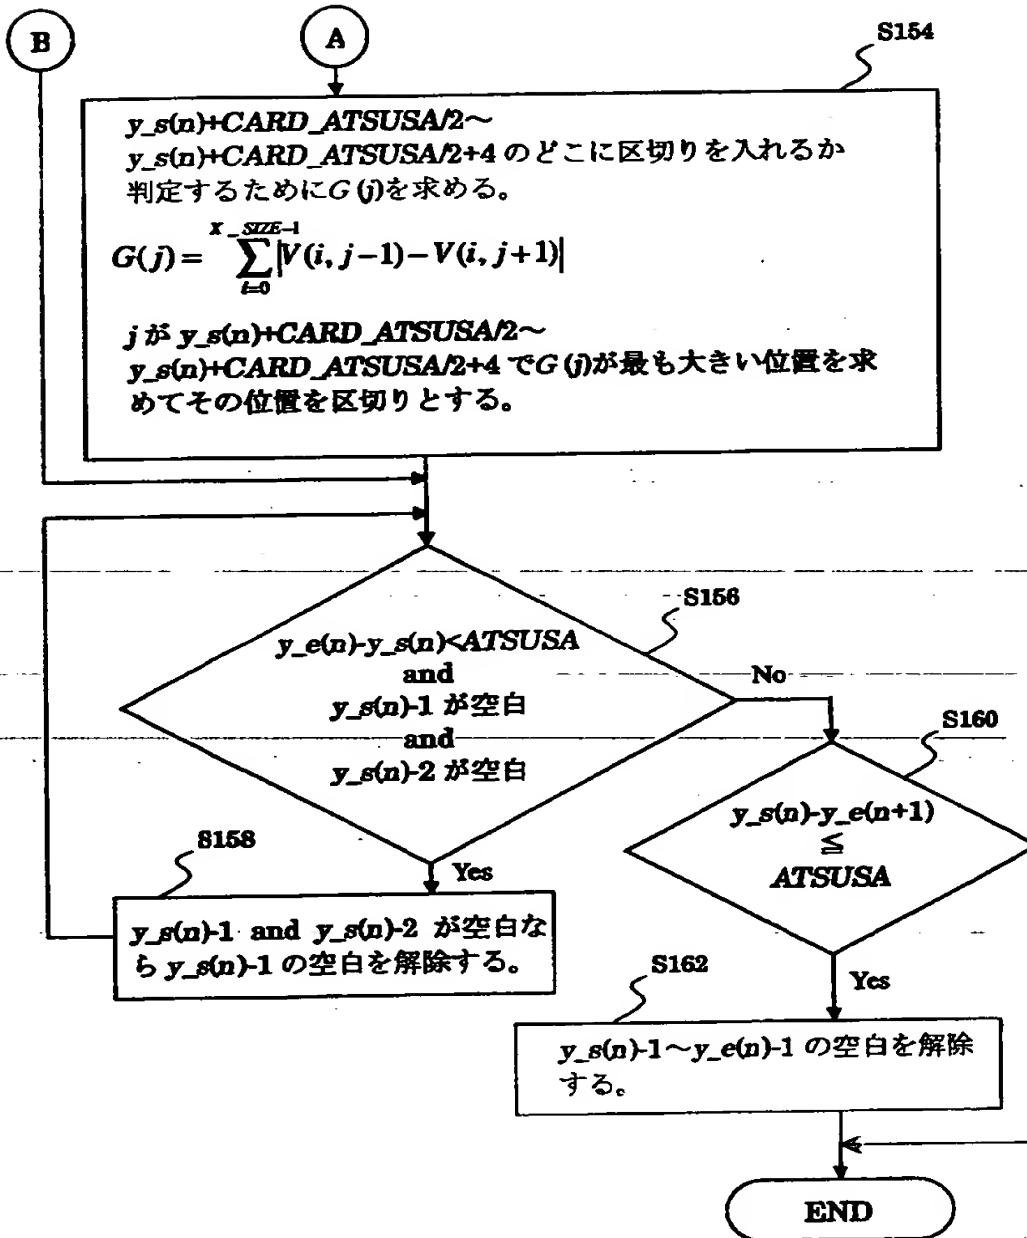 B
A
S154
y_s(n)+CARD_ATSUSA/2～
y_s(n)+CARD_ATSUSA/2+4 のどこに区切りを入れるか
判定するためにG (j)を求める。
X_SIZE-1
G(j) = ∑|V(i, j-1) - V(i, j+1)|
i=0
j が y_s(n)+CARD_ATSUSA/2～
y_s(n)+CARD_ATSUSA/2+4 でG (j)が最も大きい位置を求
めてその位置を区切りとする。
S156
y_e(n)-y_s(n)<ATSUSA
and
y_s(n)-1 が空白
and
y_s(n)-2 が空白
No
S160
y_s(n)-y_e(n+1)
≦
ATSUSA
S158
Yes
y_s(n)-1 and y_s(n)-2 が空白な
ら y_s(n)-1 の空白を解除する。
S162
Yes
y_s(n)-1～y_e(n)-1 の空白を解除
する。
END